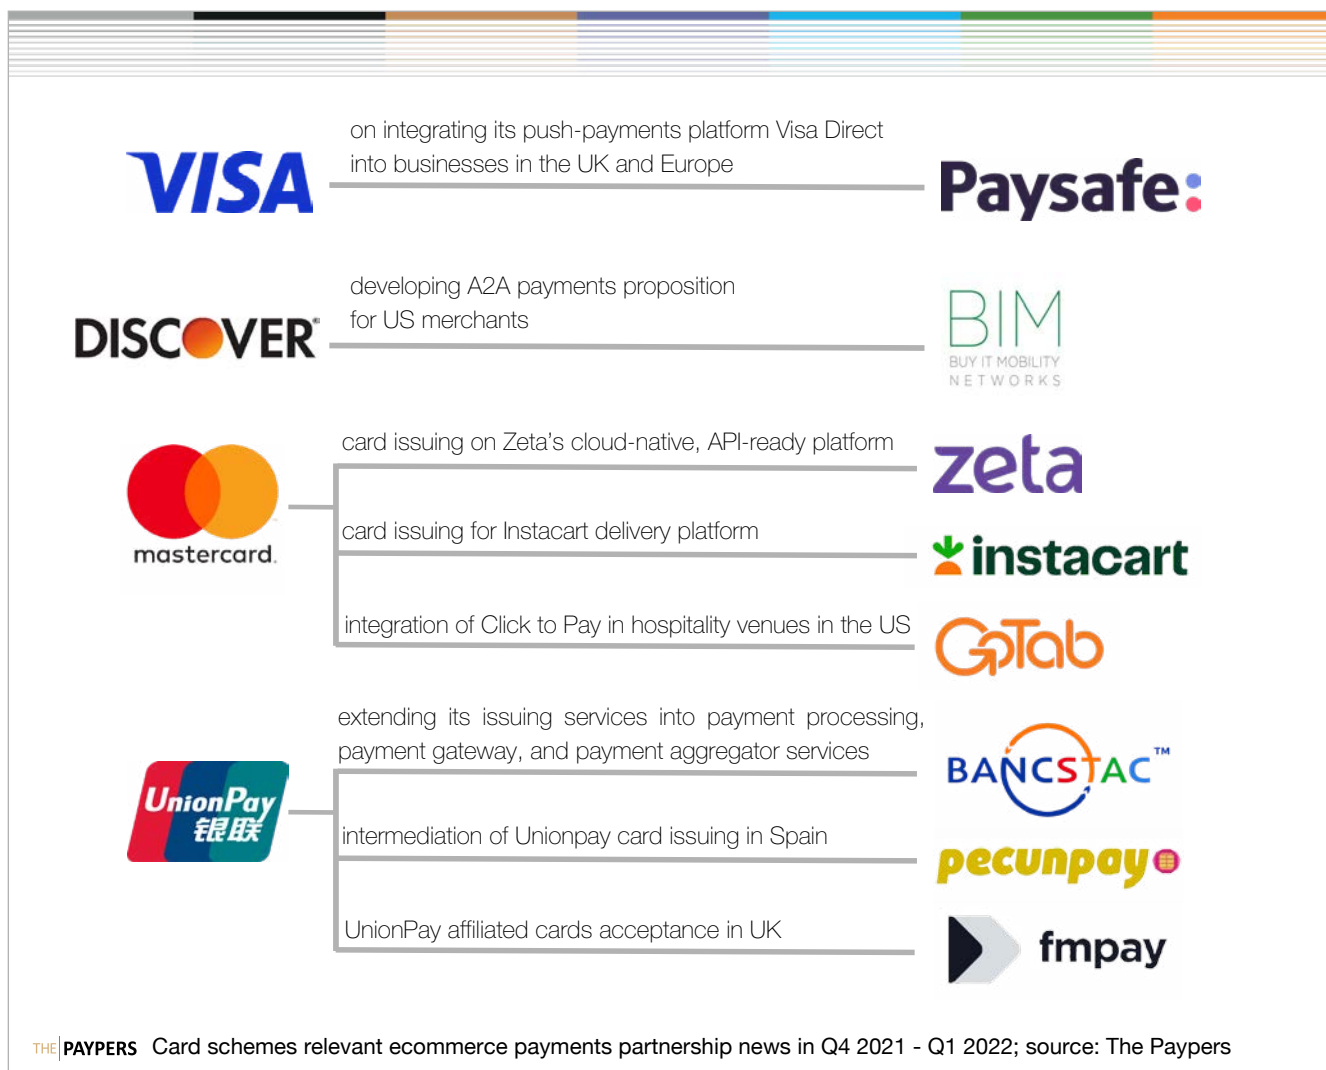 on integrating its push-payments platform Visa Direct
into businesses in the UK and Europe
VISA
Paysafe:
developing A2A payments proposition
for US merchants
DISCOVER®
BIM
BUY IT MOBILITY
NETWORKS
card issuing on Zeta’s cloud-native, API-ready platform
zeta
mastercard.
card issuing for Instacart delivery platform
instacart
integration of Click to Pay in hospitality venues in the US
GoTab
extending its issuing services into payment processing,
payment gateway, and payment aggregator services
BANCSTAC™
UnionPay
银联
intermediation of Unionpay card issuing in Spain
pecunpay
UnionPay affiliated cards acceptance in UK
fmpay
THE PAYPERS Card schemes relevant ecommerce payments partnership news in Q4 2021 - Q1 2022; source: The Paypers